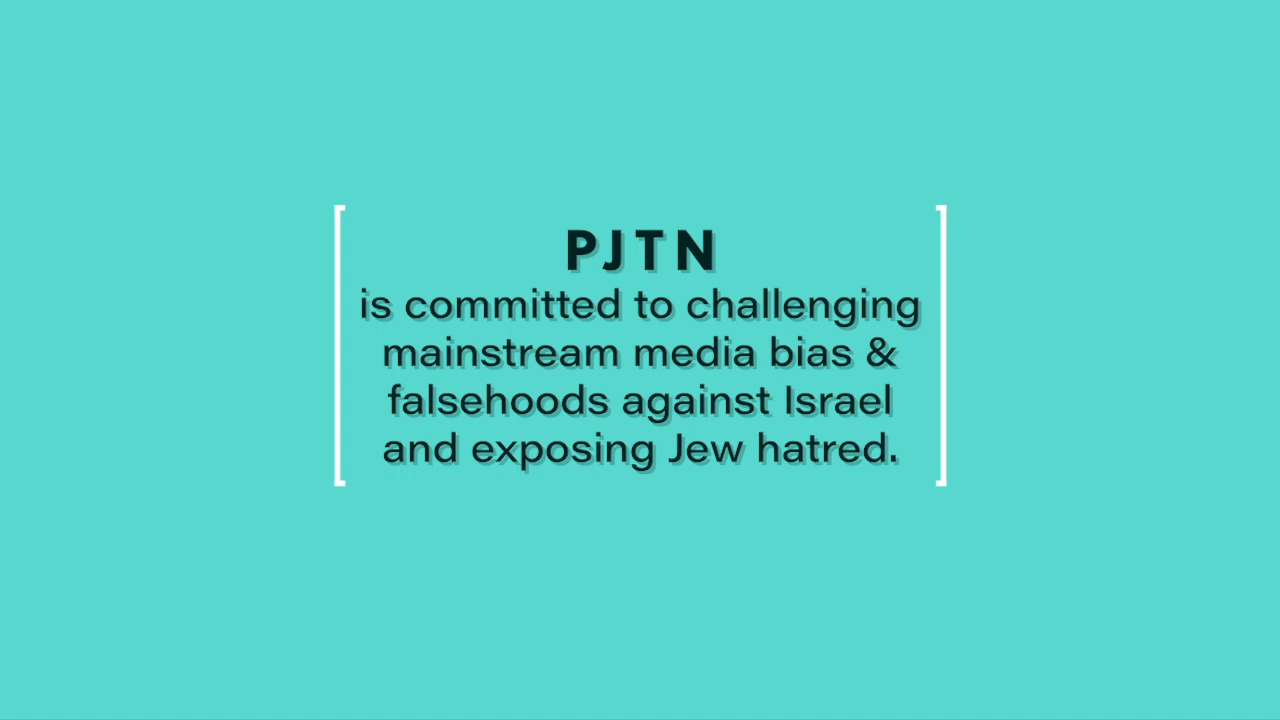 PJTN
is committed to challenging
mainstream media bias &
falsehoods against Israel
and exposing Jew hatred.